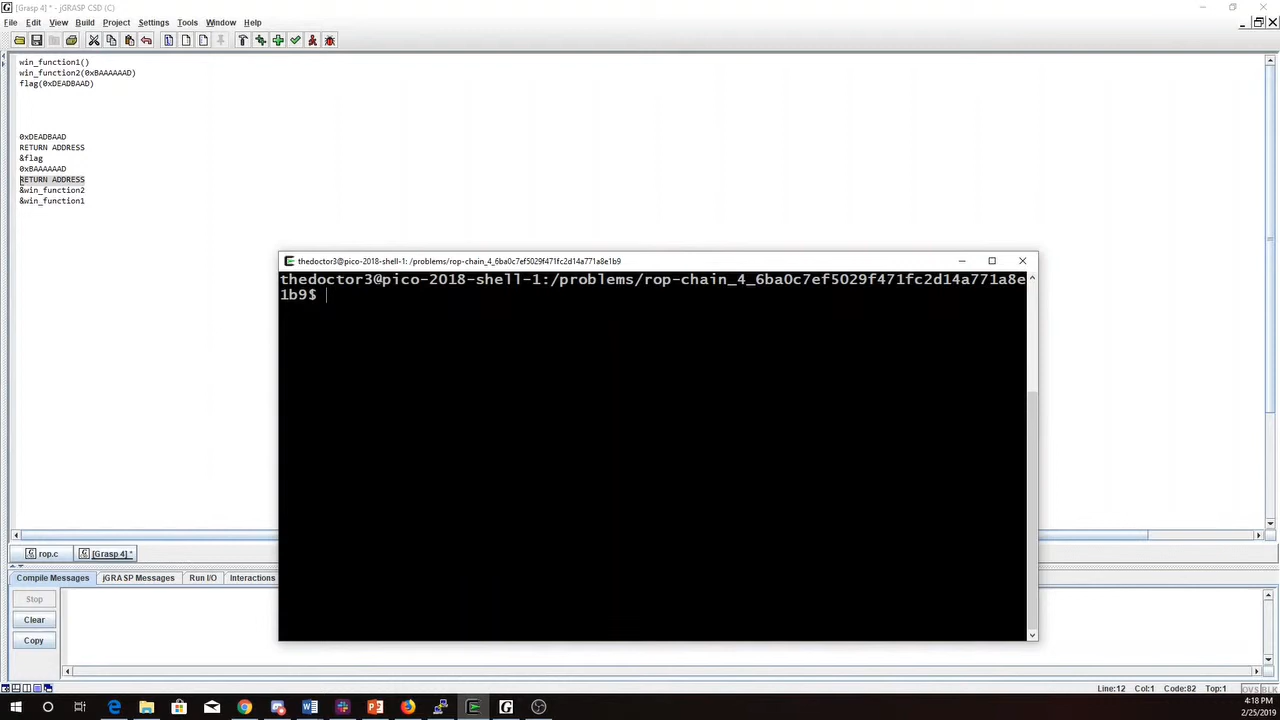 [Grasp 4] * - jGRASP CSD (C)
File Edit View Build Project Settings Tools Window Help
win_function1()
win_function2(0xBAAAAAAD)
flag(0xDEADBAAD)
0xDEADBAAD
RETURN ADDRESS
&flag
0xBAAAAAAD
RETURN ADDRESS
&win_function2
&win_function1
thedoctor3@pico-2018-shell-1: /problems/rop-chain_4_6ba0c7ef5029f471fc2d14a771a8e1b9
thedoctor3@pico-2018-shell-1:/problems/rop-chain_4_6ba0c7ef5029f471fc2d14a771a8e
1b9$
rop.c [Grasp 4] *
Compile Messages jGRASP Messages Run I/O Interactions
Stop
Clear
Copy
Line:12 Col:1 Code:82 Top:1 OVS BLK
4:18 PM
2/25/2019